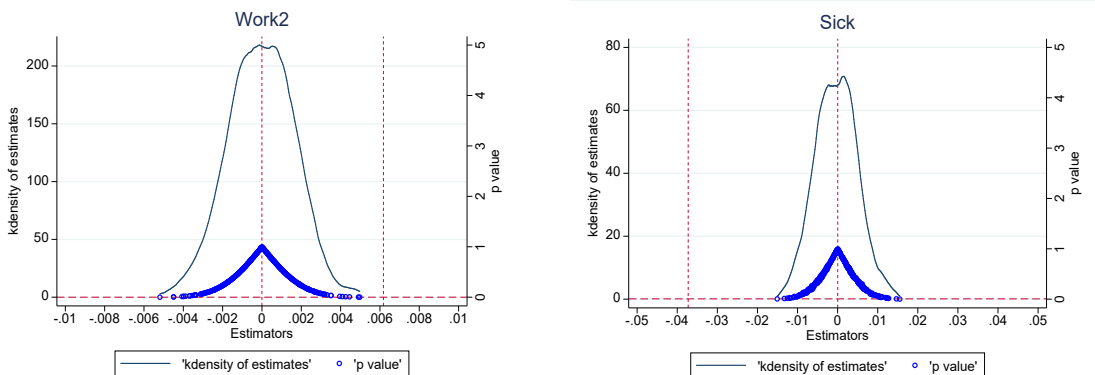 Work2
kdensity of estimates
200
150
100
50
0
5
4
3
2
1
0
p value
-.01 -.008 -.006 -.004 -.002 0 .002 .004 .006 .008 .01
Estimators
'kdensity of estimates' 'p value'
Sick
kdensity of estimates
80
60
40
20
0
5
4
3
2
1
0
p value
-.05 -.04 -.03 -.02 -.01 0 .01 .02 .03 .04 .05
Estimators
'kdensity of estimates' 'p value'